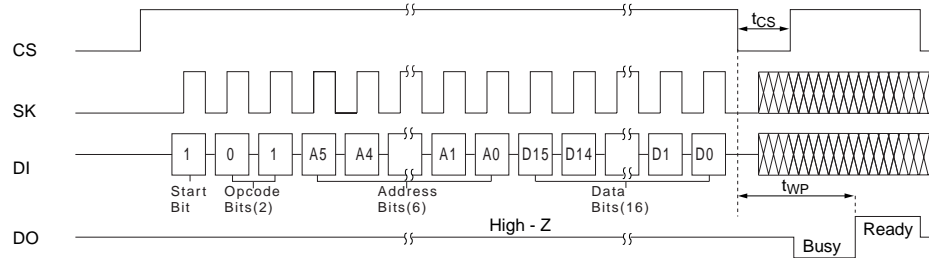 tCS
CS
SK
DI
1 0 1 A5 A4 A1 A0 D15 D14 D1 D0
Start Bit
Opcode Bits(2)
Address Bits(6)
Data Bits(16)
tWP
High - Z
DO
Busy
Ready